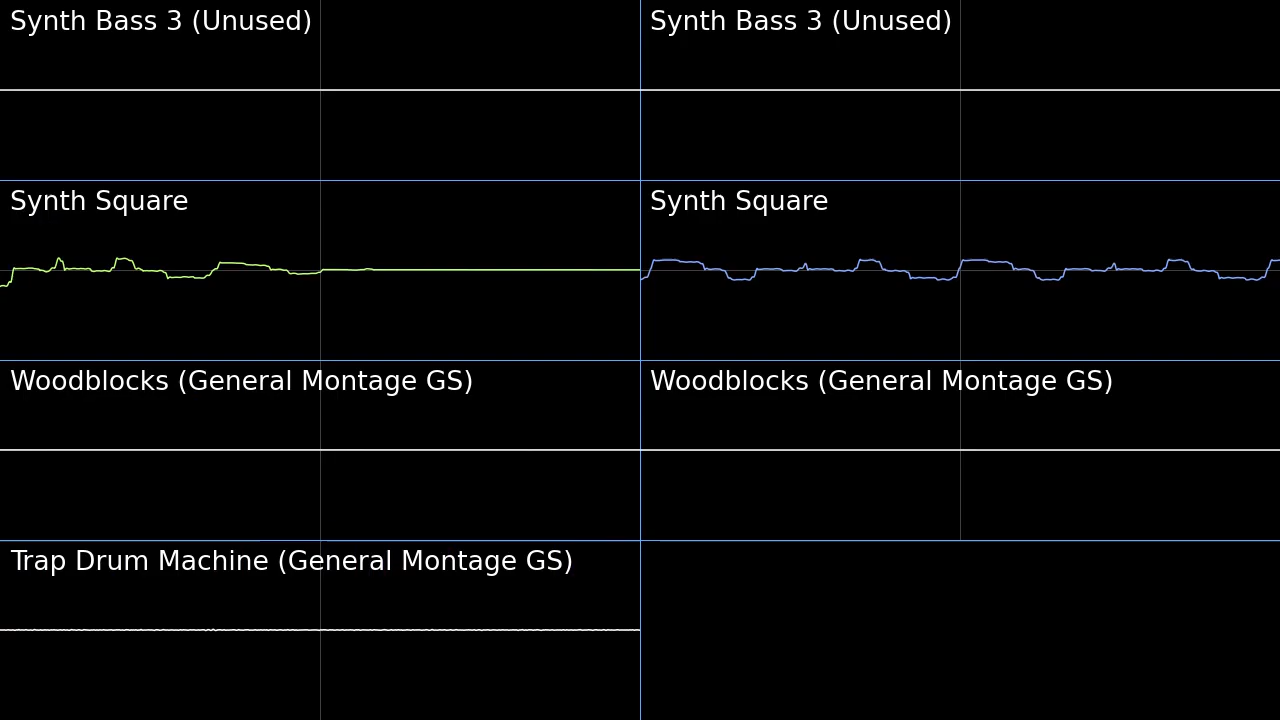 Synth Bass 3 (Unused)
Synth Bass 3 (Unused)
Synth Square
Synth Square
Woodblocks (General Montage GS)
Woodblocks (General Montage GS)
Trap Drum Machine (General Montage GS)